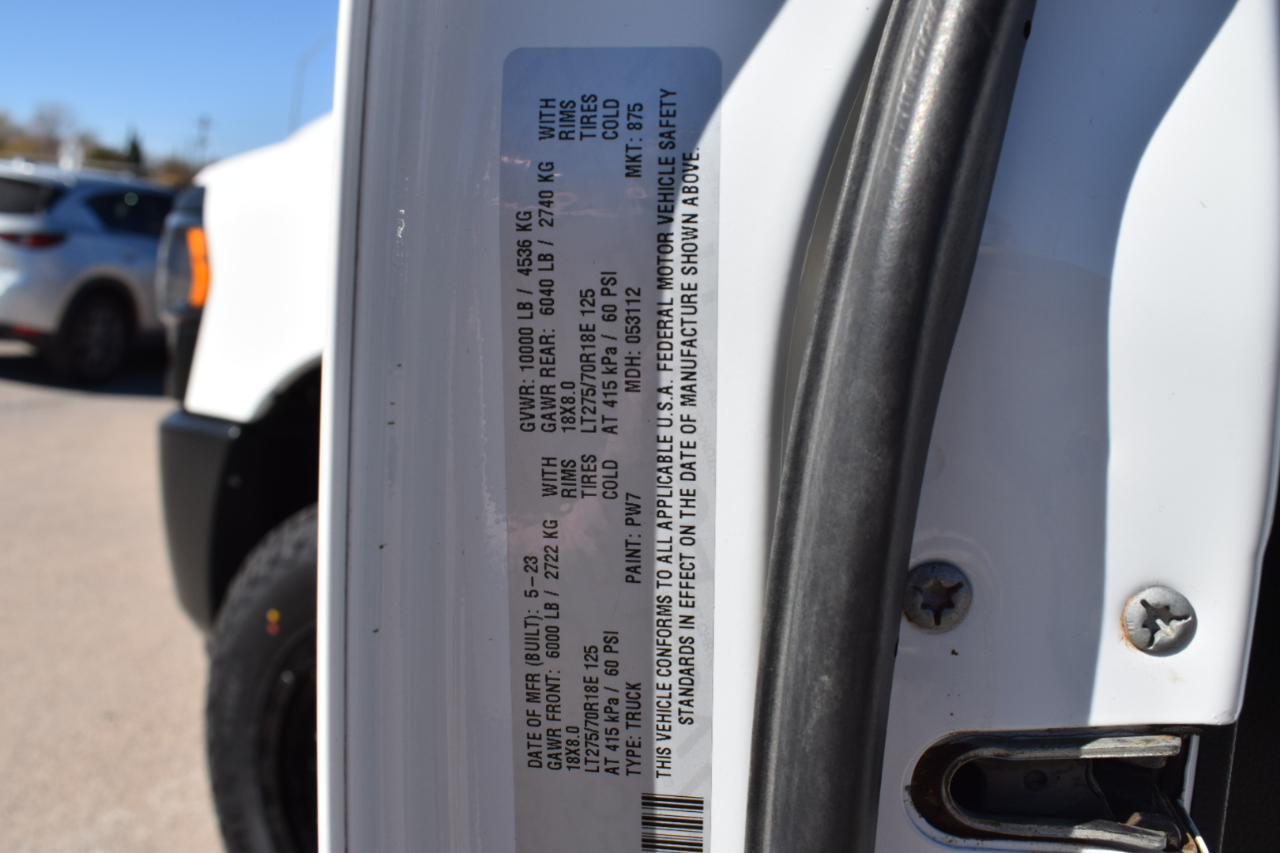 DATE OF MFR (BUILT): 5-23 GVWR: 10000 LB / 4536 KG
GAWR FRONT: 6000 LB / 2722 KG WITH GAWR REAR: 6040 LB / 2740 KG WITH
18X8.0 RIMS 18X8.0 RIMS
LT275/70R18E 125 TIRES LT275/70R18E 125 TIRES
AT 415 kPa / 60 PSI COLD AT 415 kPa / 60 PSI COLD
TYPE: TRUCK PAINT: PW7 MDH: 053112 MKT: 875
THIS VEHICLE CONFORMS TO ALL APPLICABLE U.S.A. FEDERAL MOTOR VEHICLE SAFETY
STANDARDS IN EFFECT ON THE DATE OF MANUFACTURE SHOWN ABOVE.